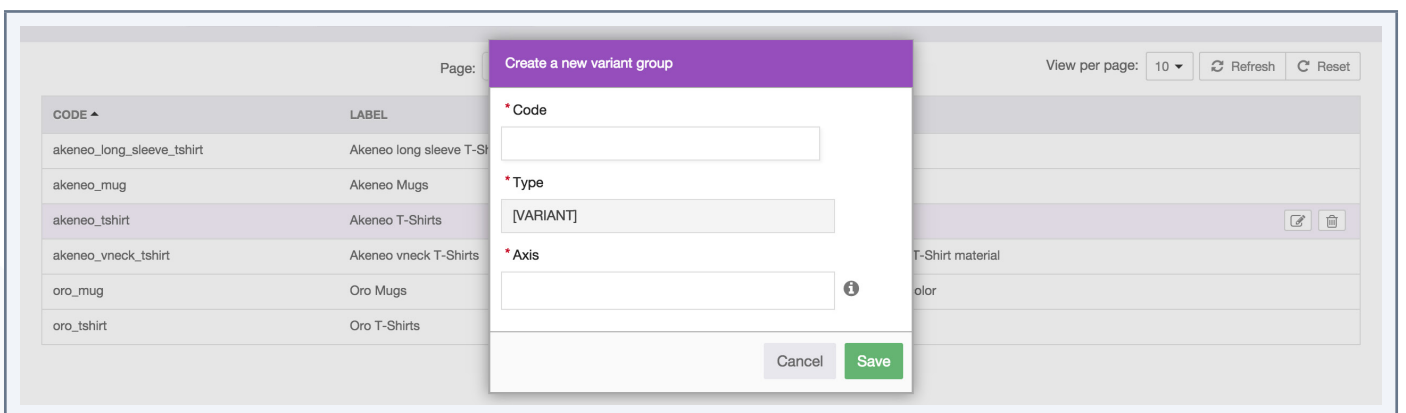 Page:
Create a new variant group
View per page: 10 Refresh Reset
CODE LABEL
* Code
akeneo_long_sleeve_tshirt Akeneo long sleeve
akeneo_mug Akeneo Mugs
* Type
akeneo_tshirt Akeneo T-Shirts
[VARIANT]
akeneo_vneck_tshirt Akeneo vneck T-Shirts
* Axis
T-Shirt material
oro_mug Oro Mugs
oro_tshirt Oro T-Shirts
Cancel Save